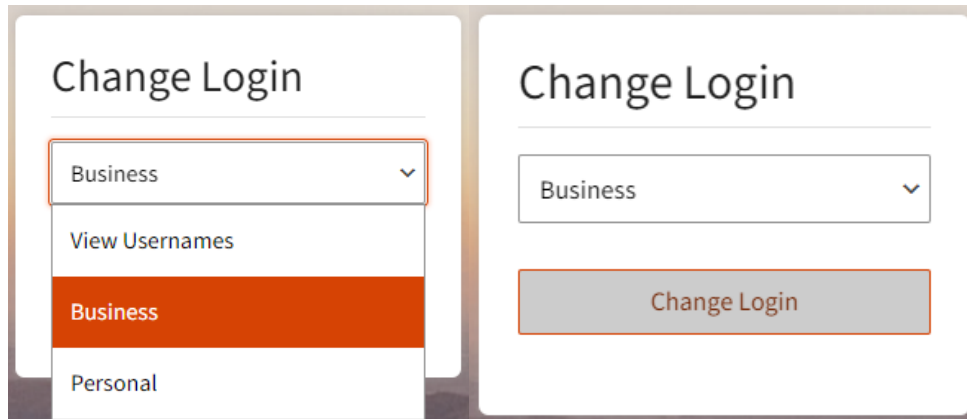 Change Login
Business
View Usernames
Business
Personal
Change Login
Business
Change Login